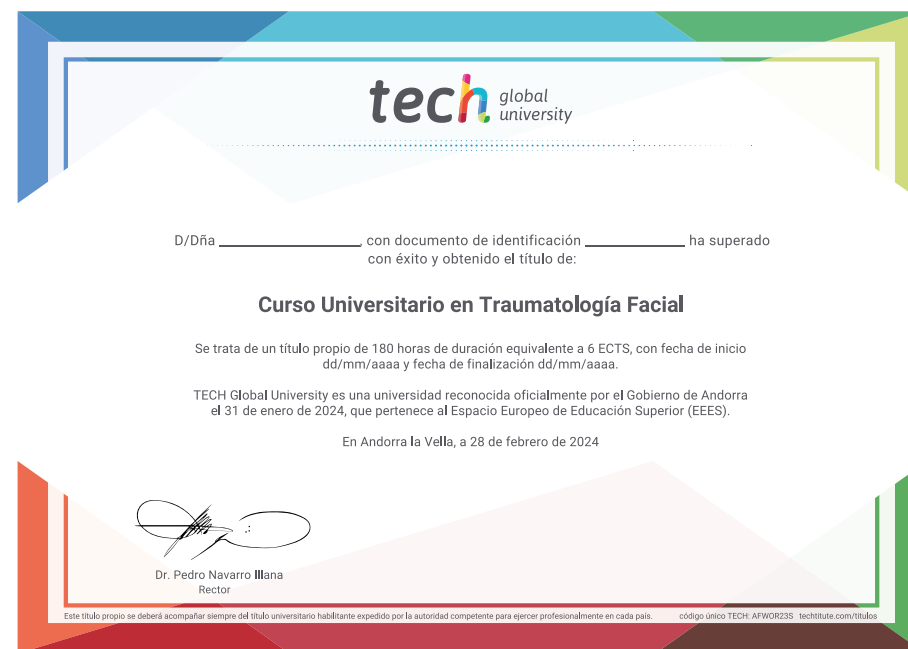 tech global university
D/Dña ______________, con documento de identificación __________ ha superado
con éxito y obtenido el título de:
Curso Universitario en Traumatología Facial
Se trata de un título propio de 180 horas de duración equivalente a 6 ECTS, con fecha de inicio
dd/mm/aaaa y fecha de finalización dd/mm/aaaa.
TECH Global University es una universidad reconocida oficialmente por el Gobierno de Andorra
el 31 de enero de 2024, que pertenece al Espacio Europeo de Educación Superior (EEES).
En Andorra la Vella, a 28 de febrero de 2024
Dr. Pedro Navarro Illana
Rector
Este título propio se deberá acompañar siempre del título universitario habilitante expedido por la autoridad competente para ejercer profesionalmente en cada país. código único TECH: AFWOR23S techtitute.com/titulos